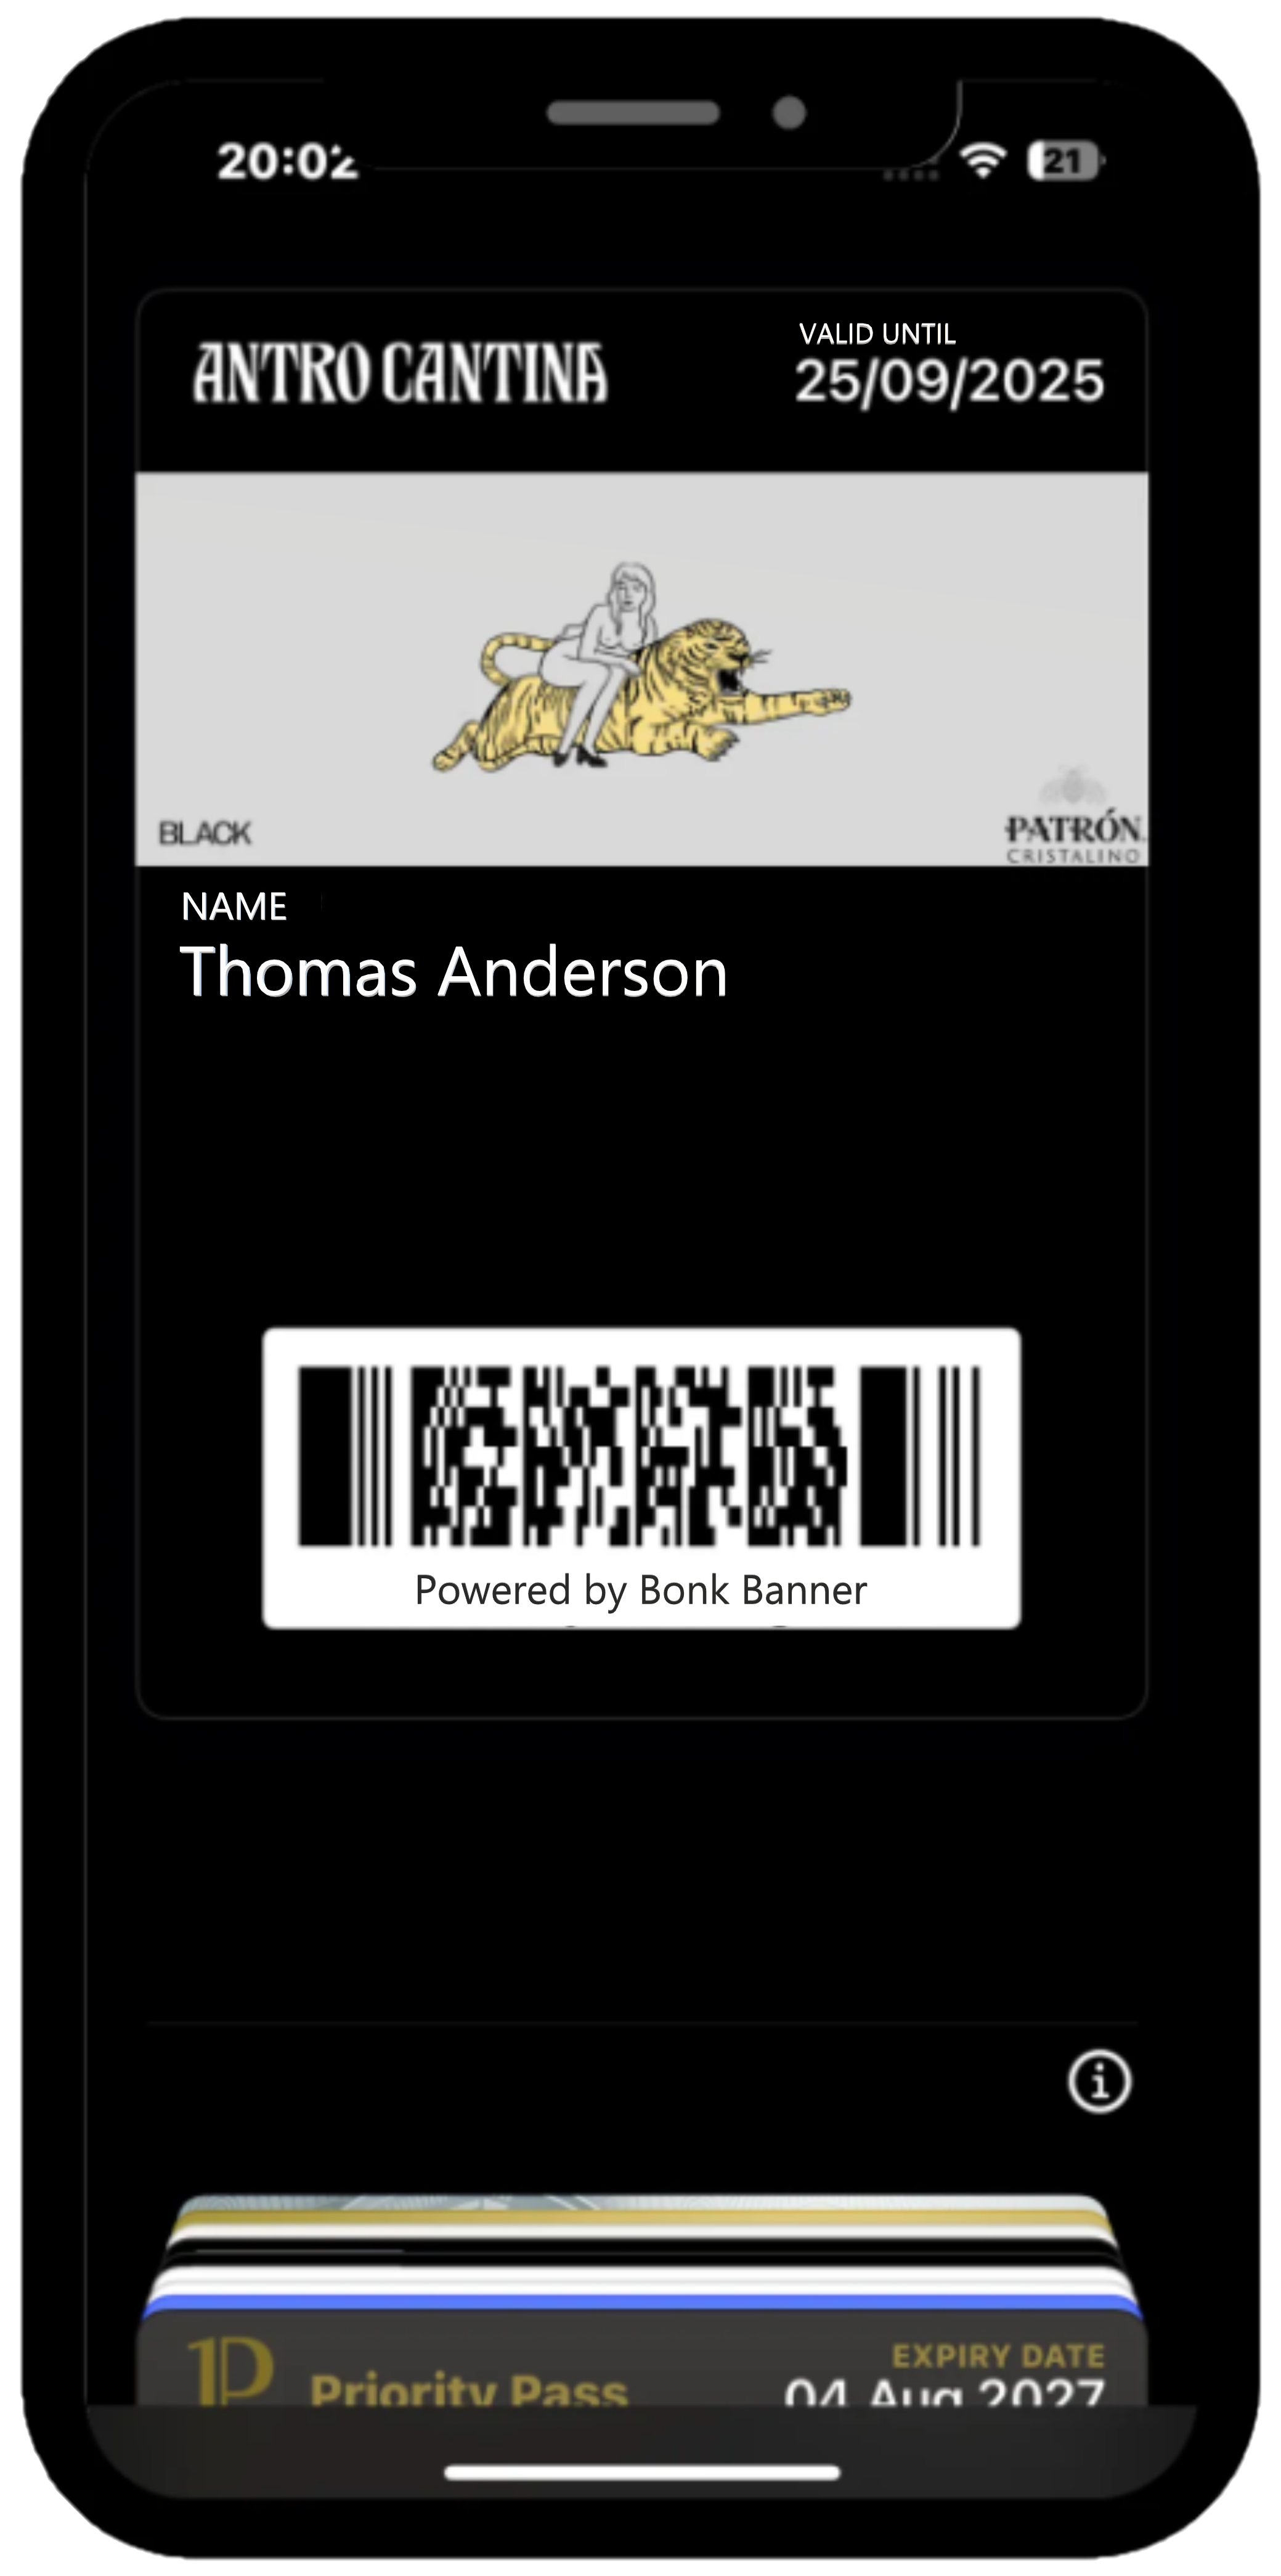 20:02
21
ANTRO CANTINA
VALID UNTIL
25/09/2025
BLACK
PATRÓN
CRISTALINO
NAME
Thomas Anderson
Powered by Bonk Banner
EXPIRY DATE
Priority Pass
04 Aug 2027